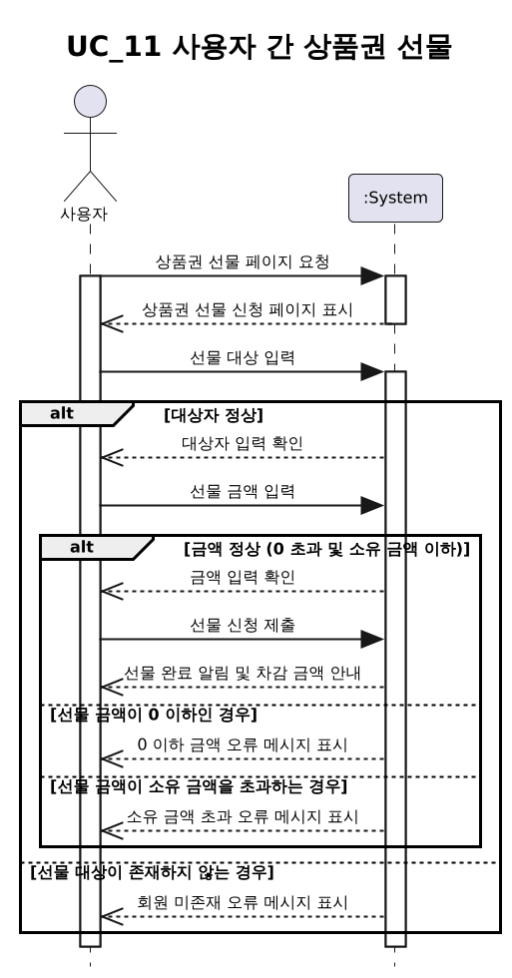 UC_11 사용자 간 상품권 선물
사용자
:System
상품권 선물 페이지 요청
상품권 선물 신청 페이지 표시
선물 대상 입력
alt
[대상자 정상]
대상자 입력 확인
선물 금액 입력
alt
[금액 정상 (0 초과 및 소유 금액 이하)]
금액 입력 확인
선물 신청 제출
선물 완료 알림 및 차감 금액 안내
[선물 금액이 0 이하인 경우]
0 이하 금액 오류 메시지 표시
[선물 금액이 소유 금액을 초과하는 경우]
소유 금액 초과 오류 메시지 표시
[선물 대상이 존재하지 않는 경우]
회원 미존재 오류 메시지 표시